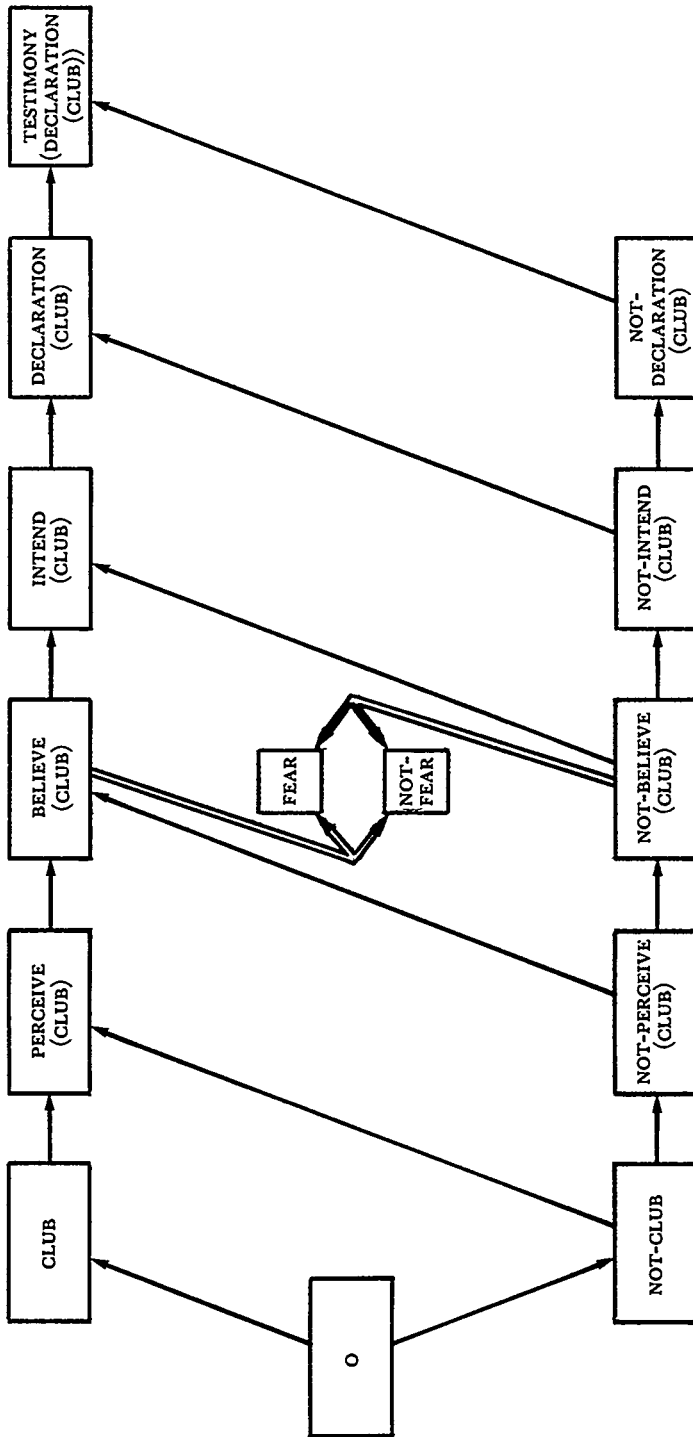 CLUB
PERCEIVE
(CLUB)
BELIEVE
(CLUB)
INTEND
(CLUB)
DECLARATION
(CLUB)
TESTIMONY
(DECLARATION
(CLUB))
O
FEAR
NOT-
FEAR
NOT-CLUB
NOT-PERCEIVE
(CLUB)
NOT-BELIEVE
(CLUB)
NOT-INTEND
(CLUB)
NOT-
DECLARATION
(CLUB)